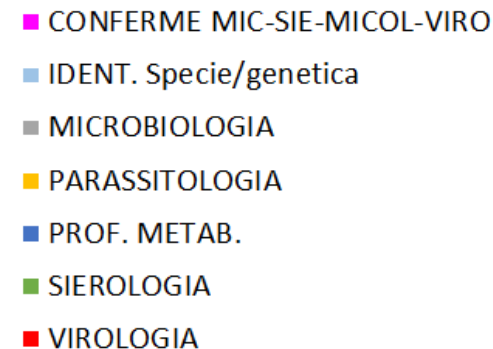 CONFERME MIC-SIE-MICOL-VIRO
IDENT. Specie/genetica
MICROBIOLOGIA
PARASSITOLOGIA
PROF. METAB.
SIEROLOGIA
VIROLOGIA